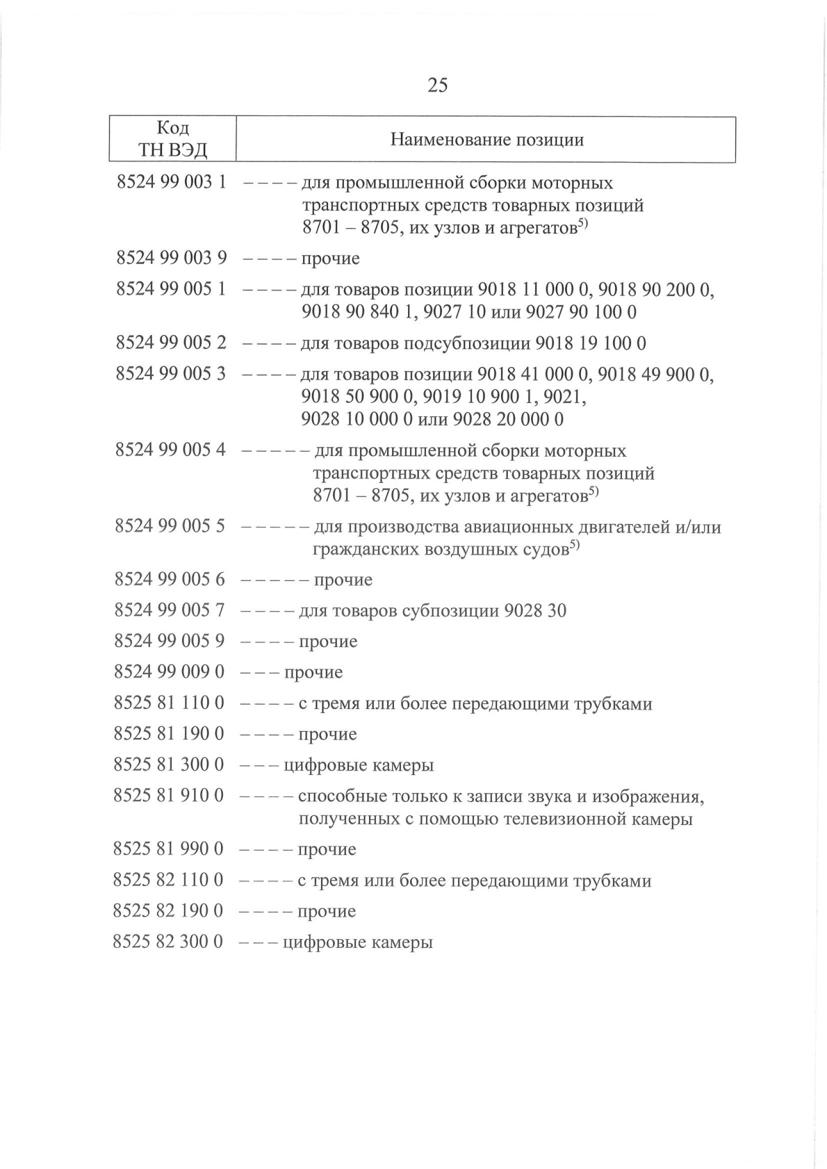 25
Код
ТН ВЭД
Наименование позиции
8524 99 003 1 – – – – для промышленной сборки моторных
транспортных средств товарных позиций
8701 – 8705, их узлов и агрегатов5)
8524 99 003 9 – – – – прочие
8524 99 005 1 – – – – для товаров позиции 9018 11 000 0, 9018 90 200 0,
9018 90 840 1, 9027 10 или 9027 90 100 0
8524 99 005 2 – – – – для товаров подсубпозиции 9018 19 100 0
8524 99 005 3 – – – – для товаров позиции 9018 41 000 0, 9018 49 900 0,
9018 50 900 0, 9019 10 900 1, 9021,
9028 10 000 0 или 9028 20 000 0
8524 99 005 4 – – – – – для промышленной сборки моторных
транспортных средств товарных позиций
8701 – 8705, их узлов и агрегатов5)
8524 99 005 5 – – – – – для производства авиационных двигателей и/или
гражданских воздушных судов5)
8524 99 005 6 – – – – – прочие
8524 99 005 7 – – – – для товаров субпозиции 9028 30
8524 99 005 9 – – – – прочие
8524 99 009 0 – – – прочие
8525 81 110 0 – – – – с тремя или более передающими трубками
8525 81 190 0 – – – – прочие
8525 81 300 0 – – – цифровые камеры
8525 81 910 0 – – – – способные только к записи звука и изображения,
полученных с помощью телевизионной камеры
8525 81 990 0 – – – – прочие
8525 82 110 0 – – – – с тремя или более передающими трубками
8525 82 190 0 – – – – прочие
8525 82 300 0 – – – цифровые камеры